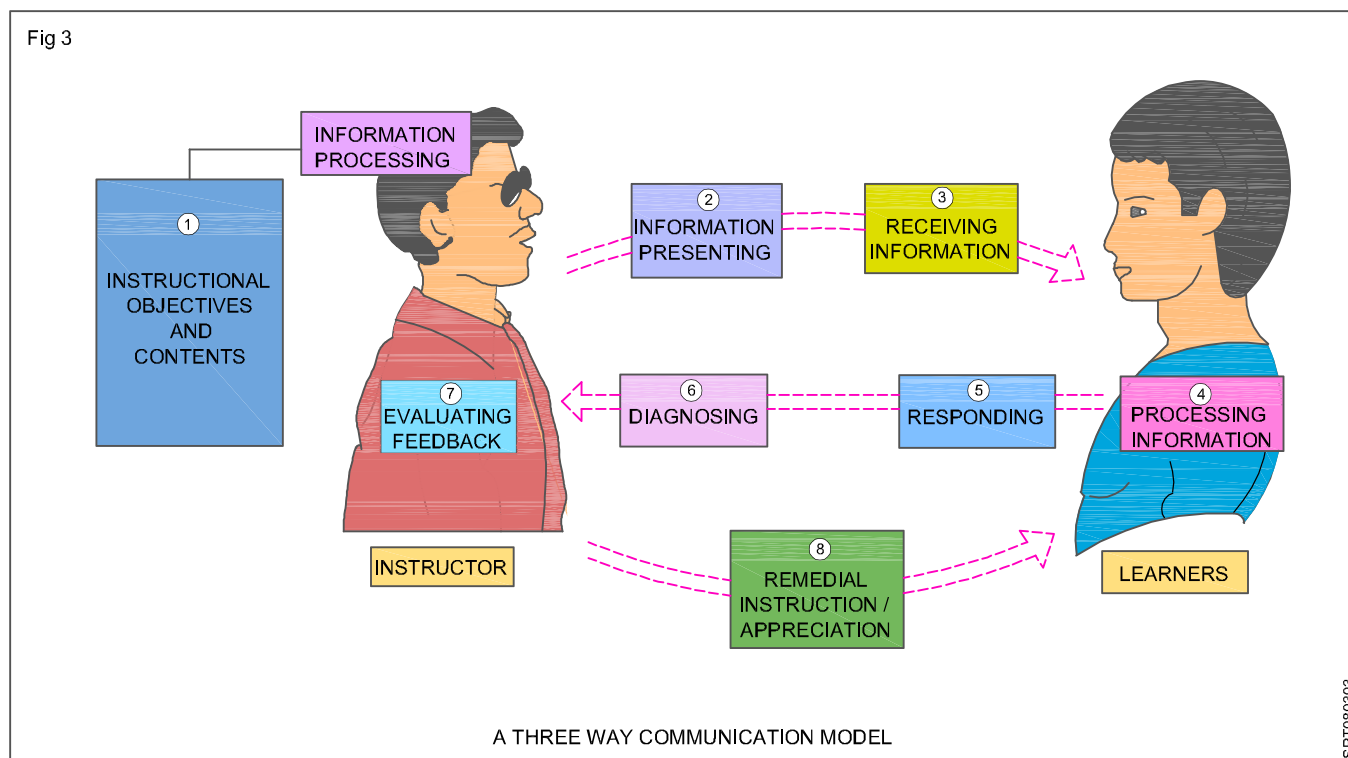 Fig 3
INFORMATION
PROCESSING
1
INSTRUCTIONAL
OBJECTIVES
AND
CONTENTS
2
INFORMATION
PRESENTING
3
RECEIVING
INFORMATION
4
PROCESSING
INFORMATION
5
RESPONDING
6
DIAGNOSING
7
EVALUATING
FEEDBACK
8
REMEDIAL
INSTRUCTION /
APPRECIATION
INSTRUCTOR
LEARNERS
A THREE WAY COMMUNICATION MODEL